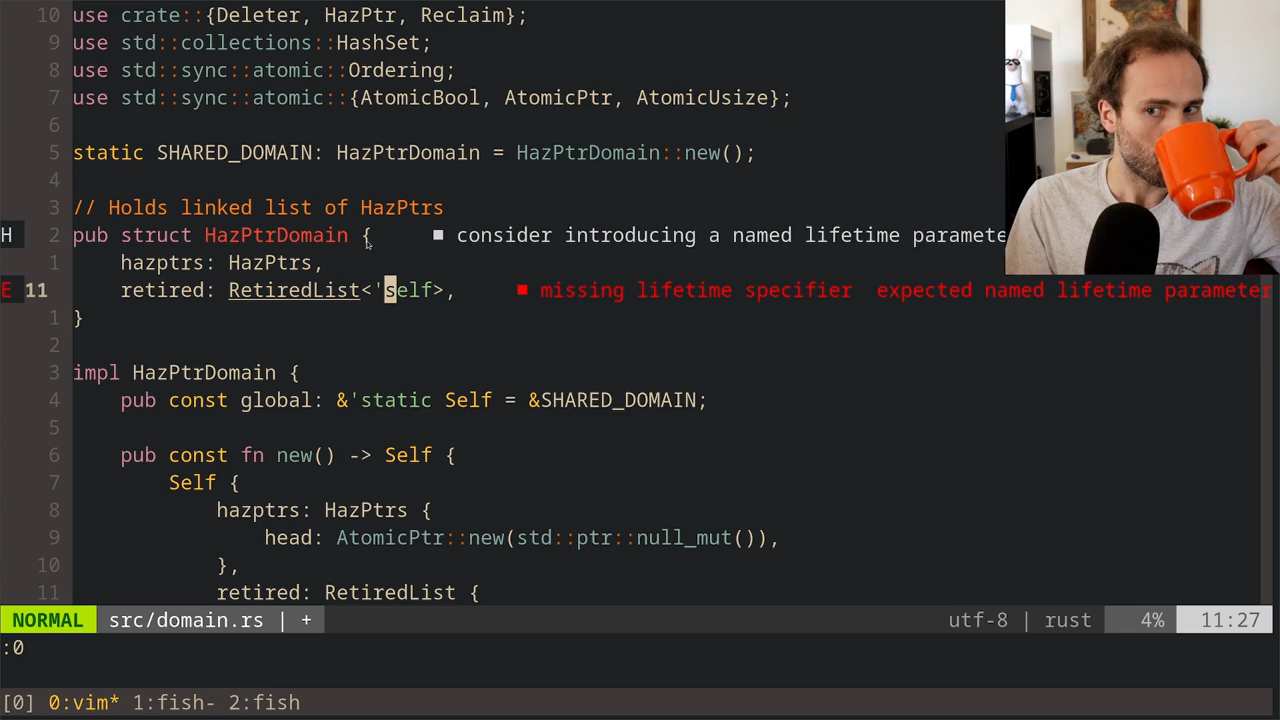 10 use crate::{Deleter, HazPtr, Reclaim};
9 use std::collections::HashSet;
8 use std::sync::atomic::Ordering;
7 use std::sync::atomic::{AtomicBool, AtomicPtr, AtomicUsize};
6
5 static SHARED_DOMAIN: HazPtrDomain = HazPtrDomain::new();
4
3 // Holds linked list of HazPtrs
H 2 pub struct HazPtrDomain { ■ consider introducing a named lifetime paramete
1 hazptrs: HazPtrs,
E 11 retired: RetiredList<'self>, ■ missing lifetime specifier expected named lifetime parameter
1 }
2
3 impl HazPtrDomain {
4 pub const global: &'static Self = &SHARED_DOMAIN;
5
6 pub const fn new() -> Self {
7 Self {
8 hazptrs: HazPtrs {
9 head: AtomicPtr::new(std::ptr::null_mut()),
10 },
11 retired: RetiredList {
NORMAL src/domain.rs | + utf-8 | rust 4% 11:27
:0
[0] 0:vim* 1:fish- 2:fish